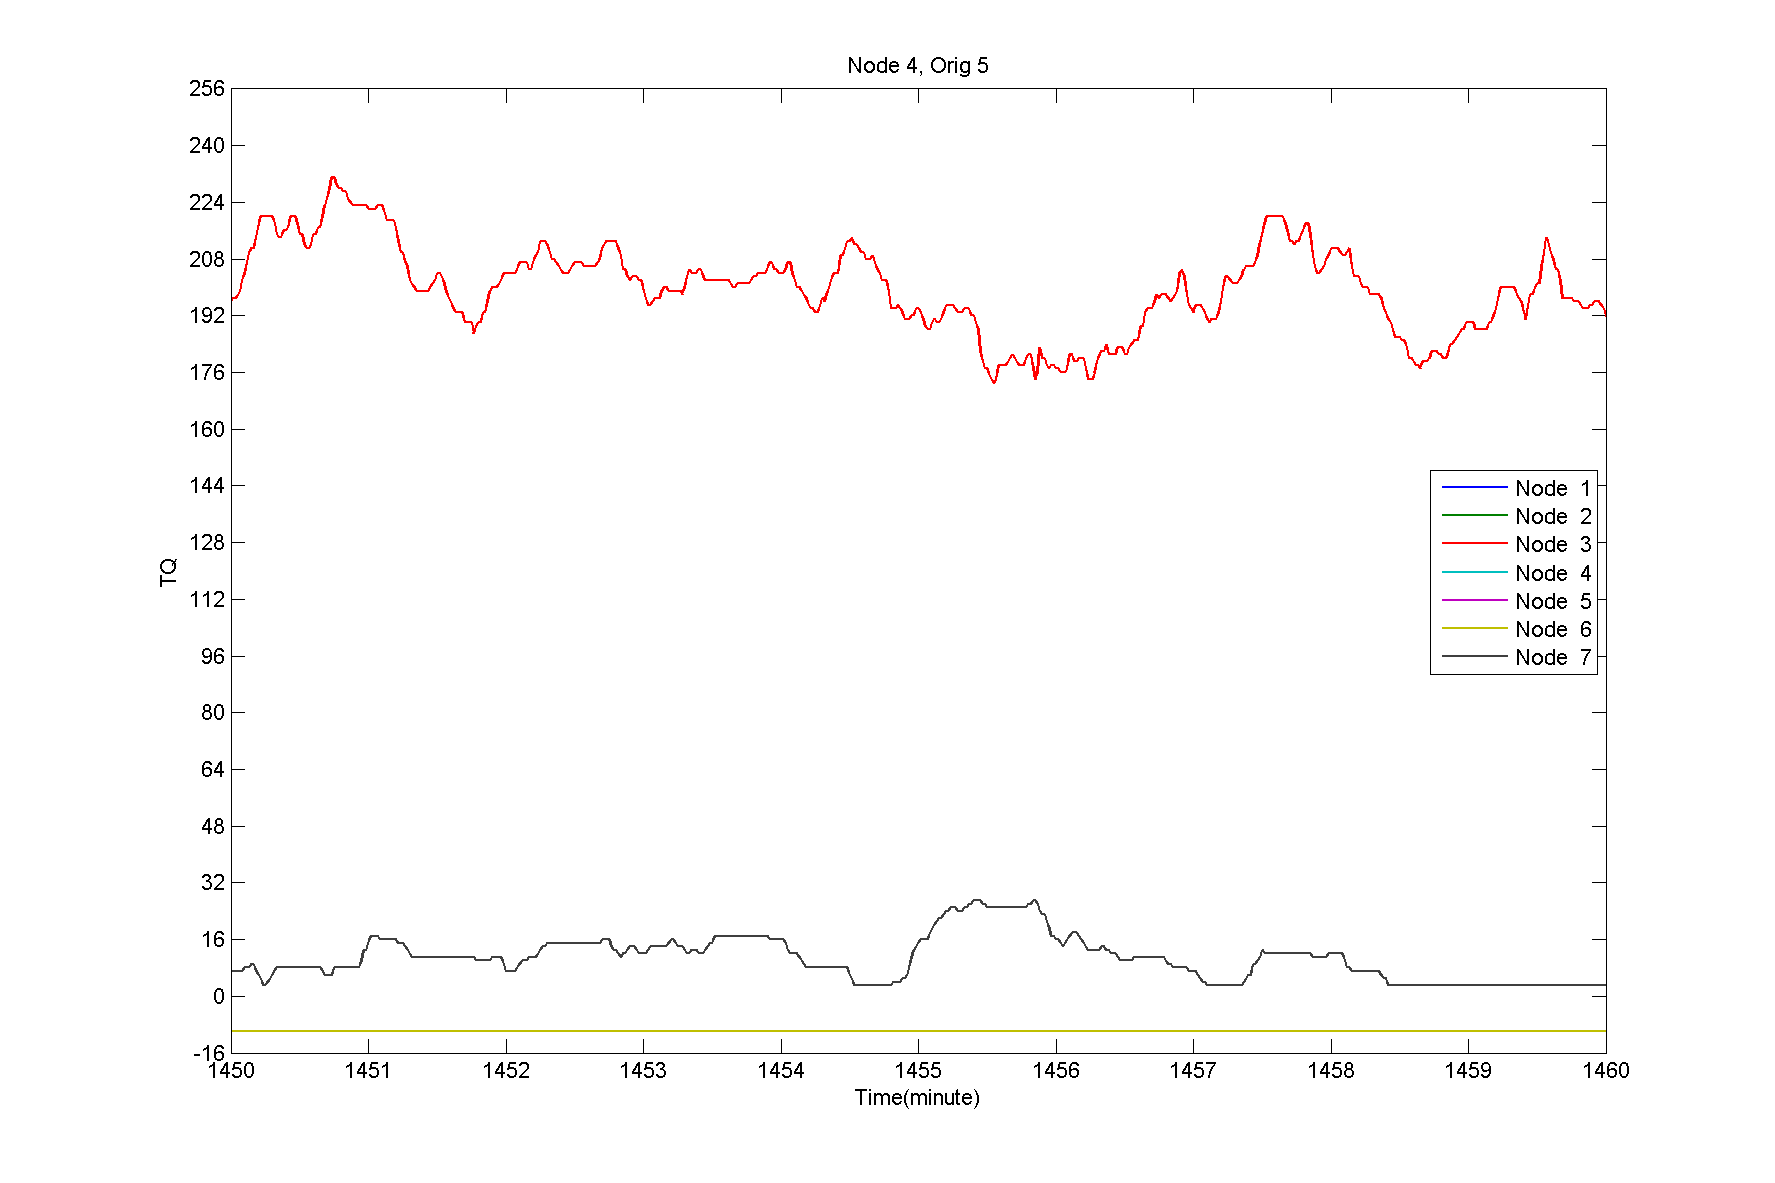 Node 4, Orig 5
256
240
224
208
192
176
160
144
128
112
96
80
64
48
32
16
0
-16
TQ
Node 1
Node 2
Node 3
Node 4
Node 5
Node 6
Node 7
1450 1451 1452 1453 1454 1455 1456 1457 1458 1459 1460
Time(minute)